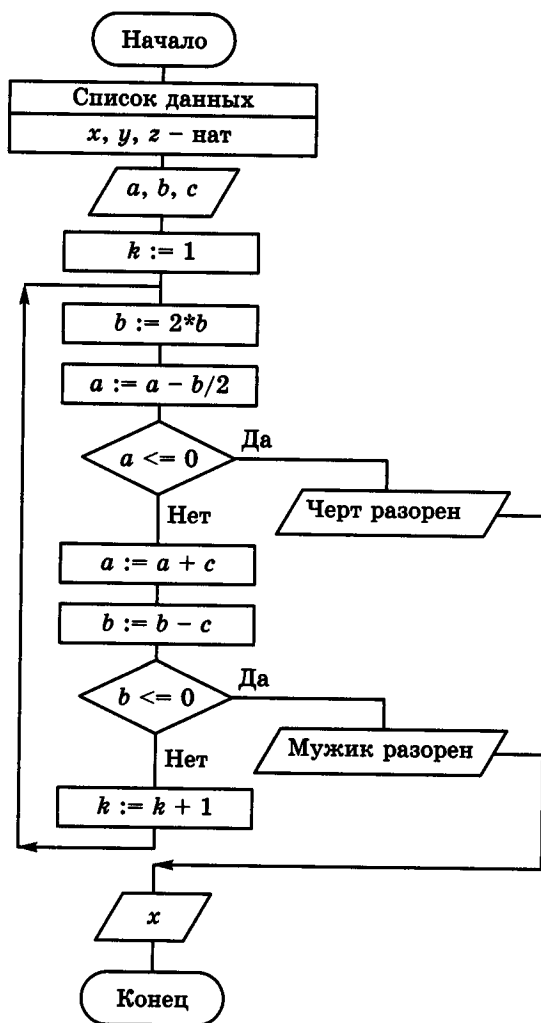 Начало
Список данных
x, y, z – нат
a, b, c
k := 1
b := 2*b
a := a – b/2
a <= 0
Да
Черт разорен
Нет
a := a + c
b := b – c
b <= 0
Да
Мужик разорен
Нет
k := k + 1
x
Конец